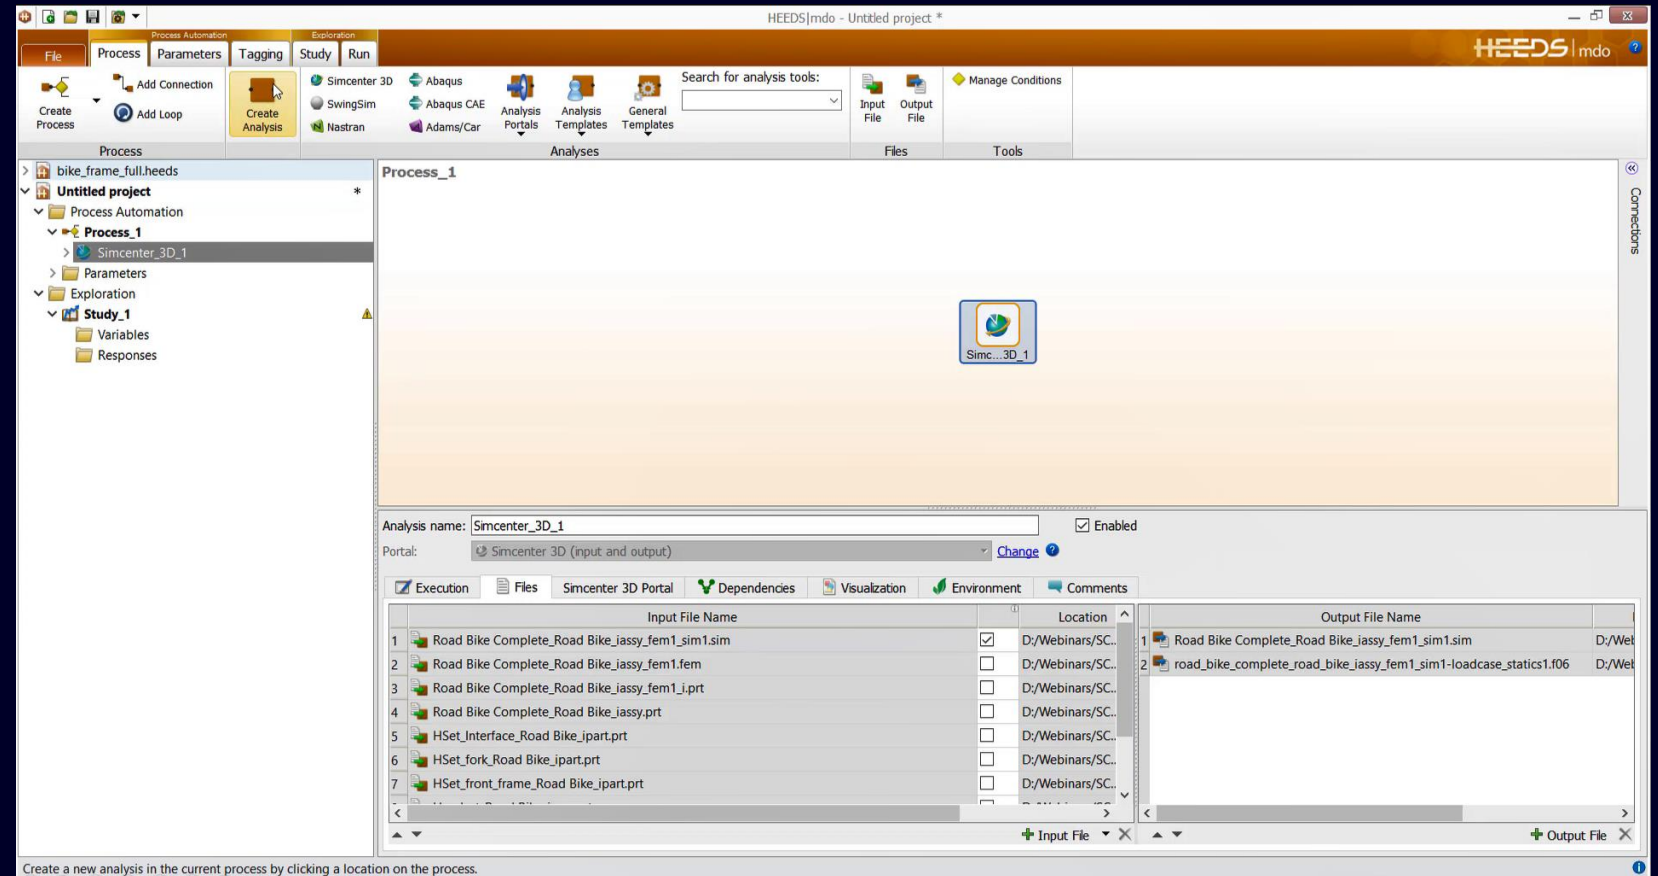 HEEDS|mdo - Untitled project *
Process Automation
Exploration
File
Process
Parameters
Tagging
Study
Run
HEEDS|mdo
Create Process
Add Connection
Add Loop
Create Analysis
Simcenter 3D
SwingSim
Nastran
Abaqus
Abaqus CAE
Adams/Car
Analysis Portals
Analysis Templates
General Templates
Search for analysis tools:
Input File
Output File
Manage Conditions
Process
Analyses
Files
Tools
bike_frame_full.heeds
Untitled project *
Process Automation
Process_1
Simcenter_3D_1
Parameters
Exploration
Study_1
Variables
Responses
Process_1
Simc...3D_1
Connections
Analysis name: Simcenter_3D_1
Enabled
Portal: Simcenter 3D (input and output)
Change
Execution
Files
Simcenter 3D Portal
Dependencies
Visualization
Environment
Comments
Input File Name
Location
1 Road Bike Complete_Road Bike_iassy_fem1_sim1.sim D:/Webinars/SC..
2 Road Bike Complete_Road Bike_iassy_fem1.fem D:/Webinars/SC..
3 Road Bike Complete_Road Bike_iassy_fem1_i.prt D:/Webinars/SC..
4 Road Bike Complete_Road Bike_iassy.prt D:/Webinars/SC..
5 HSet_Interface_Road Bike_ipart.prt D:/Webinars/SC..
6 HSet_fork_Road Bike_ipart.prt D:/Webinars/SC..
7 HSet_front_frame_Road Bike_ipart.prt D:/Webinars/SC..
Output File Name
1 Road Bike Complete_Road Bike_iassy_fem1_sim1.sim D:/Wel
2 road_bike_complete_road_bike_iassy_fem1_sim1-loadcase_statics1.f06 D:/Wel
Input File
Output File
Create a new analysis in the current process by clicking a location on the process.